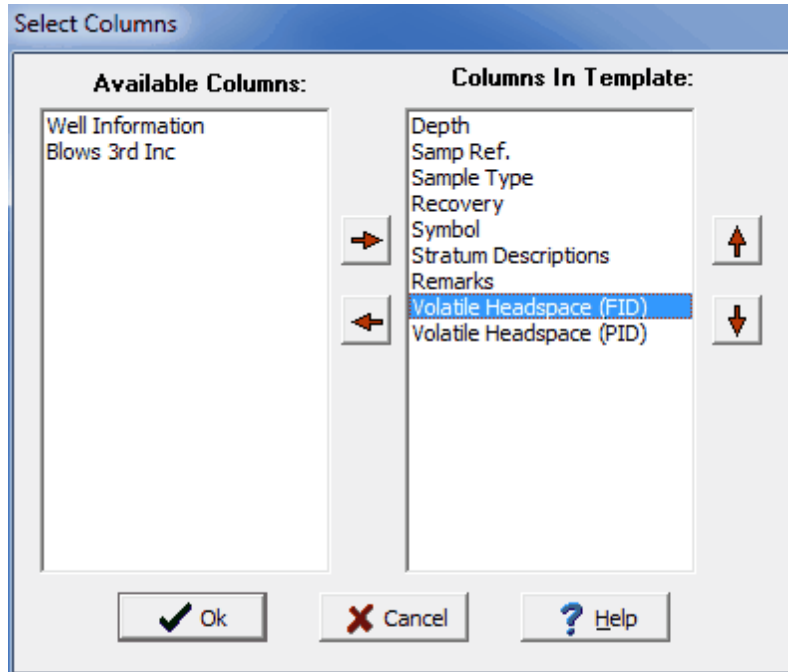 Select Columns
Available Columns:
Well Information
Blows 3rd Inc
Columns In Template:
Depth
Samp Ref.
Sample Type
Recovery
Symbol
Stratum Descriptions
Remarks
Volatile Headspace (FID)
Volatile Headspace (PID)
Ok
Cancel
Help